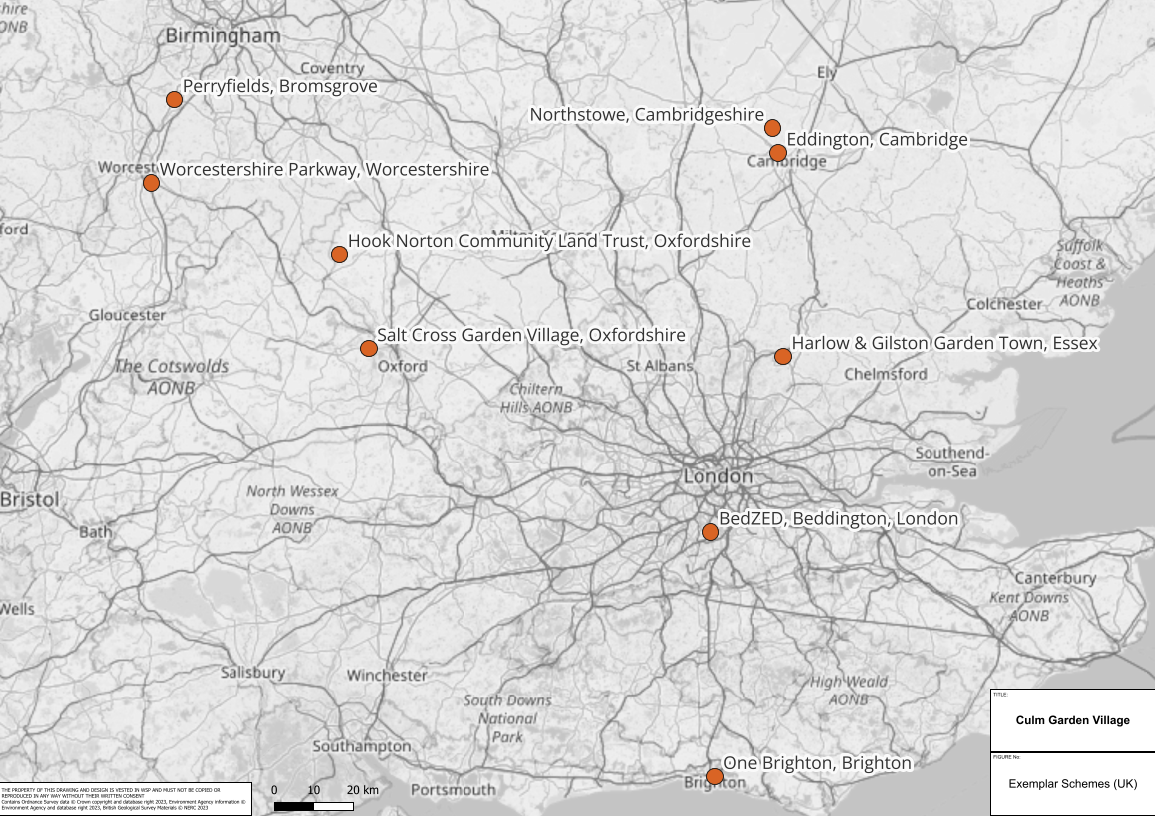 shire
ONB
Birmingham
Coventry
Ely
Perryfields, Bromsgrove
Northstowe, Cambridgeshire
Eddington, Cambridge
Cambridge
Worcest
Worcestershire Parkway, Worcestershire
ford
Hook Norton Community Land Trust, Oxfordshire
Suffolk
Coast &
Heaths
AONB
Colchester
Gloucester
Salt Cross Garden Village, Oxfordshire
Harlow & Gilston Garden Town, Essex
The Cotswolds
AONB
Oxford
St Albans
Chelmsford
Chiltern
Hills AONB
Southend-
on-Sea
London
North Wessex
Downs
AONB
Bristol
BedZED, Beddington, London
Bath
Canterbury
Kent Downs
AONB
Wells
Salisbury
Winchester
High Weald
AONB
South Downs
National
Park
Southampton
One Brighton, Brighton
Brighton
Portsmouth
TITLE:
Culm Garden Village
FIGURE No:
Exemplar Schemes (UK)
THE PROPERTY OF THIS DRAWING AND DESIGN IS VESTED IN WSP AND MUST NOT BE COPIED OR
REPRODUCED IN ANY WAY WITHOUT THEIR WRITTEN CONSENT
Contains Ordnance Survey data © Crown copyright and database right 2023, Environment Agency information ©
Environment Agency and database right 2023, British Geological Survey Materials © NERC 2023
0 10 20 km